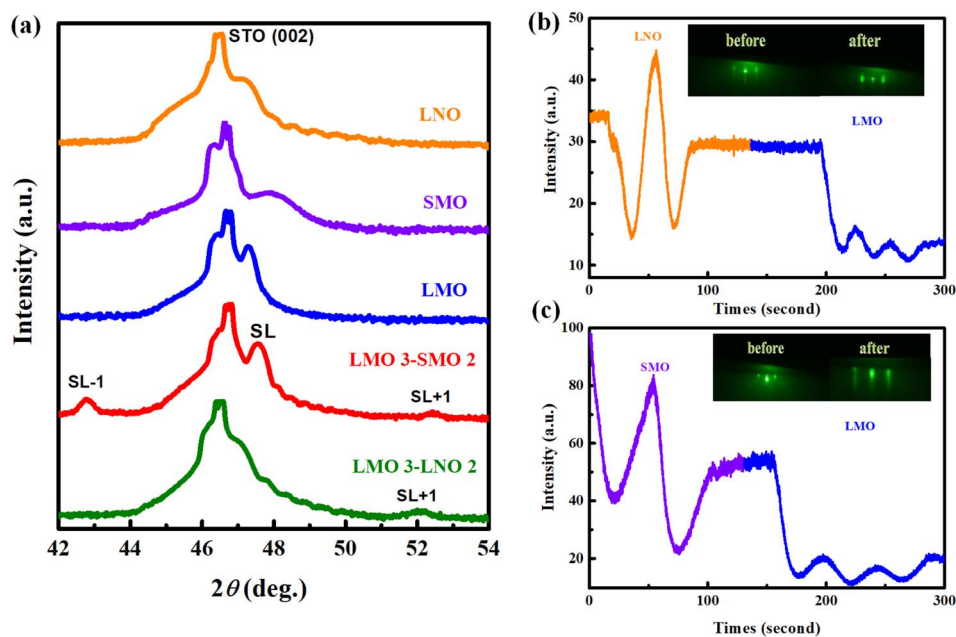 (a)
STO (002)
LNO
SMO
LMO
LMO 3-SMO 2
SL-1
SL
SL+1
LMO 3-LNO 2
SL+1
42 44 46 48 50 52 54
2θ (deg.)
Intensity (a.u.)
(b)
LNO
before after
LMO
50
40
30
20
10
0 100 200 300
Times (second)
Intensity (a.u.)
(c)
SMO
before after
LMO
100
80
60
40
20
0 100 200 300
Times (second)
Intensity (a.u.)